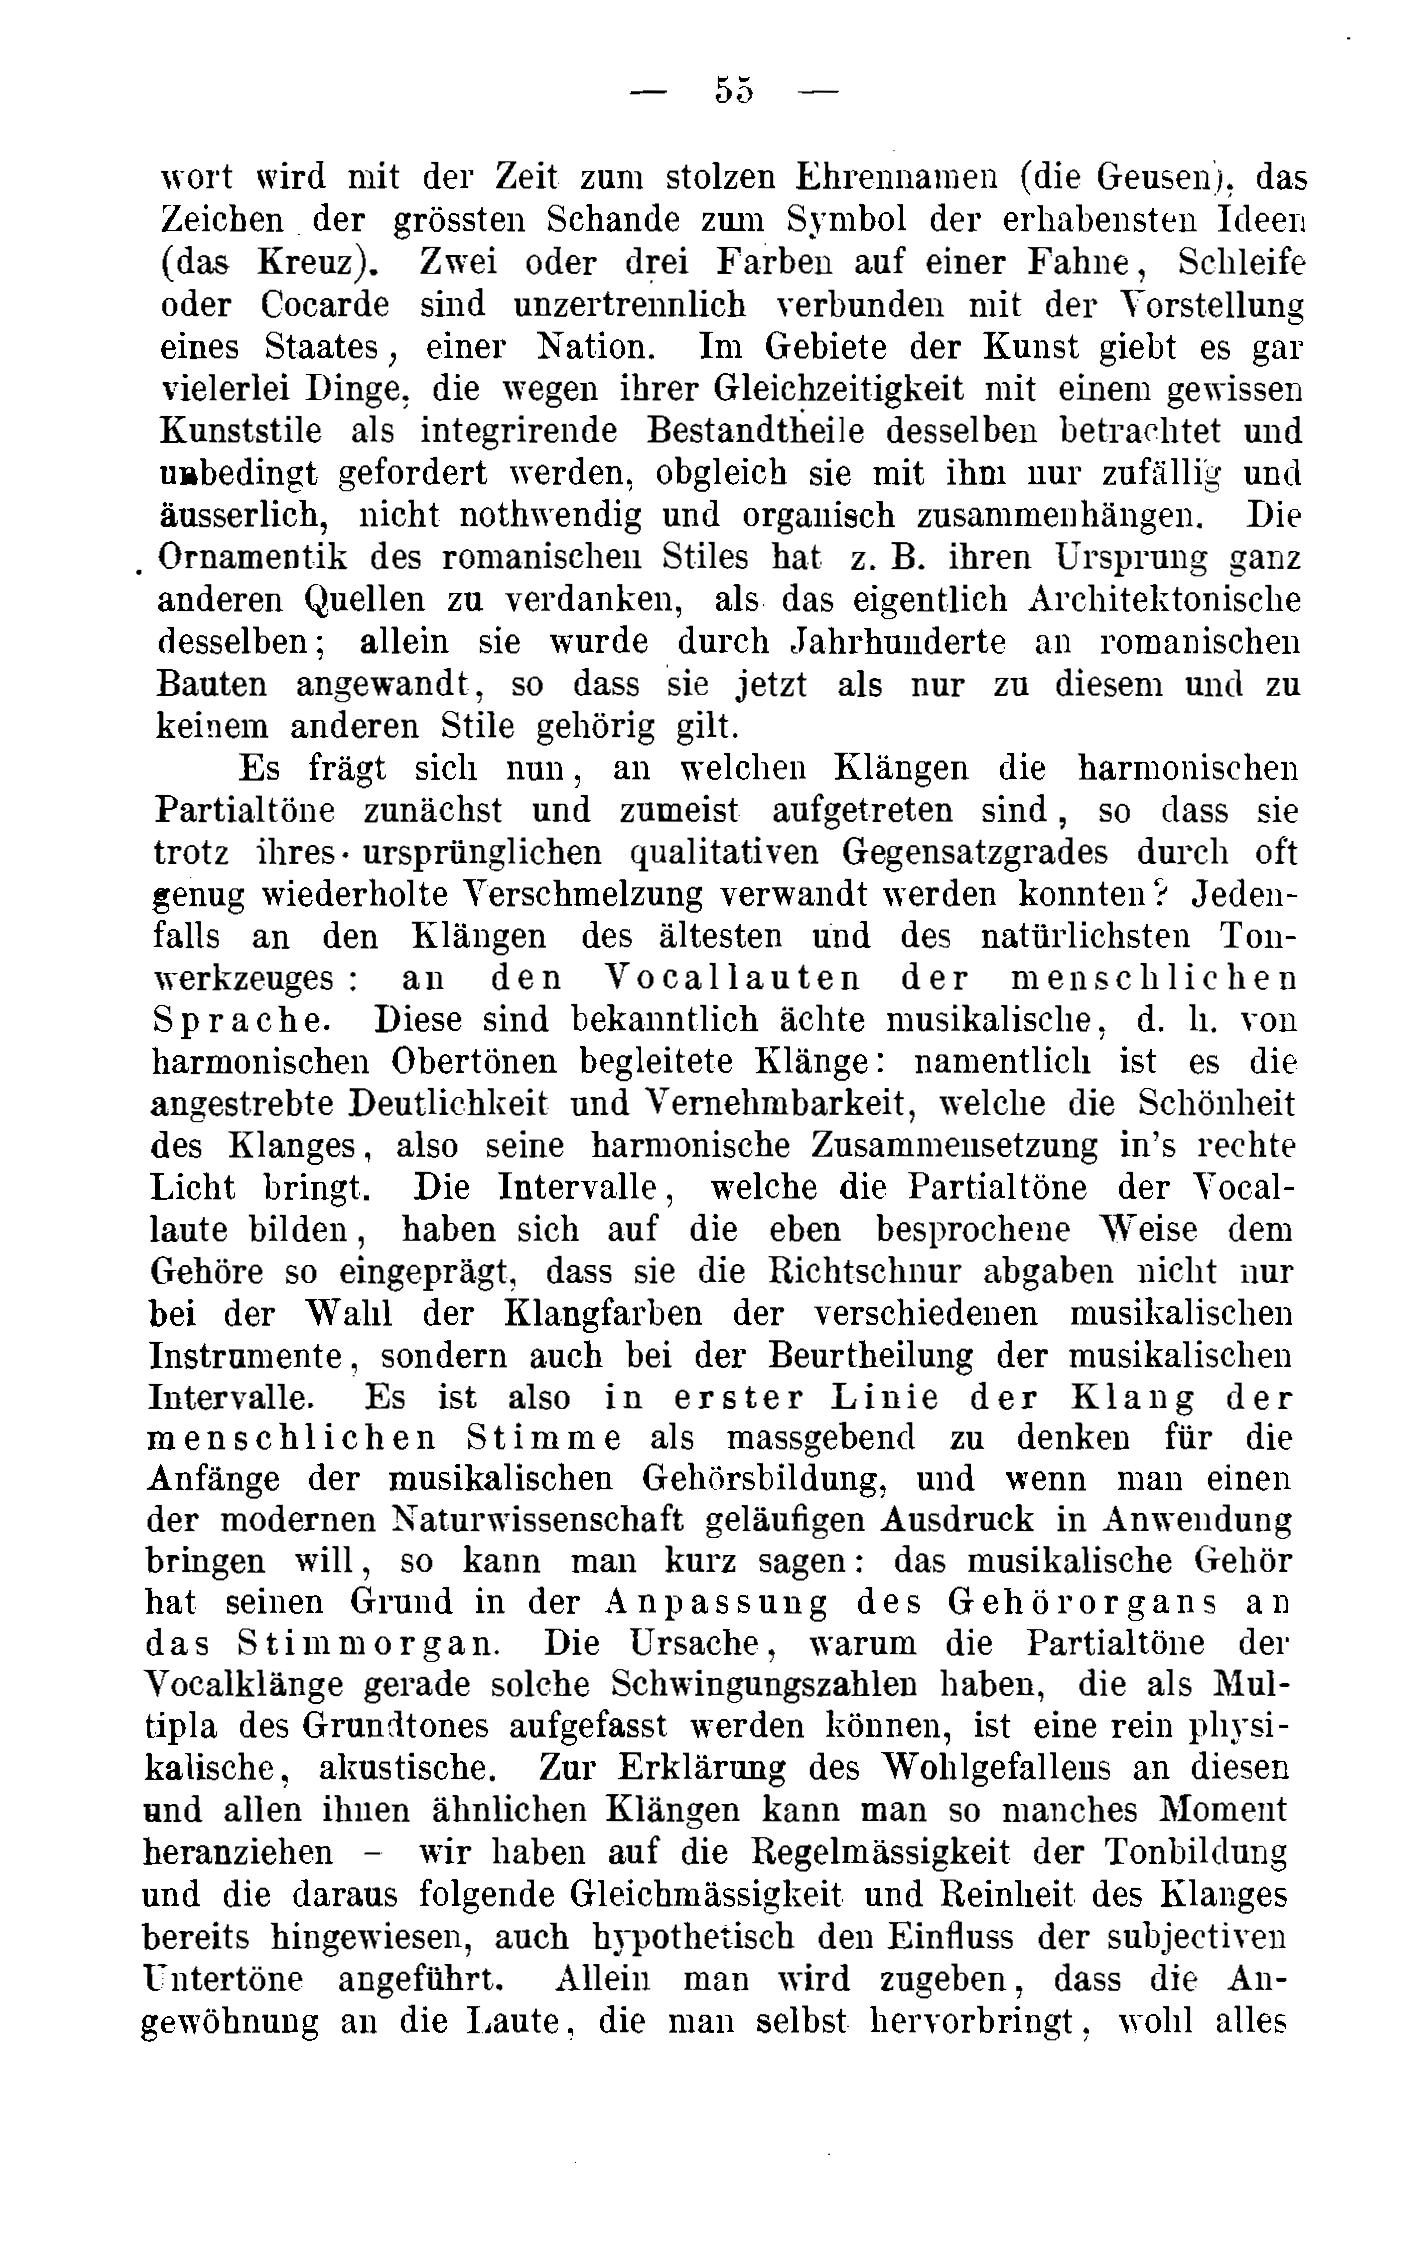 — 55 —
wort wird mit der Zeit zum stolzen Ehrennamen (die Geusen), das
Zeichen der grössten Schande zum Symbol der erhabensten Ideen
(das Kreuz). Zwei oder drei Farben auf einer Fahne, Schleife
oder Cocarde sind unzertrennlich verbunden mit der Vorstellung
eines Staates, einer Nation. Im Gebiete der Kunst giebt es gar
vielerlei Dinge, die wegen ihrer Gleichzeitigkeit mit einem gewissen
Kunststile als integrirende Bestandtheile desselben betrachtet und
unbedingt gefordert werden, obgleich sie mit ihm nur zufällig und
äusserlich, nicht nothwendig und organisch zusammenhängen. Die
Ornamentik des romanischen Stiles hat z. B. ihren Ursprung ganz
anderen Quellen zu verdanken, als das eigentlich Architektonische
desselben; allein sie wurde durch Jahrhunderte an romanischen
Bauten angewandt, so dass sie jetzt als nur zu diesem und zu
keinem anderen Stile gehörig gilt.
Es frägt sich nun, an welchen Klängen die harmonischen
Partialtöne zunächst und zumeist aufgetreten sind, so dass sie
trotz ihres ursprünglichen qualitativen Gegensatzgrades durch oft
genug wiederholte Verschmelzung verwandt werden konnten? Jeden-
falls an den Klängen des ältesten und des natürlichsten Ton-
werkzeuges: an den Vocallauten der menschlichen
Sprache. Diese sind bekanntlich ächte musikalische, d. h. von
harmonischen Obertönen begleitete Klänge: namentlich ist es die
angestrebte Deutlichkeit und Vernehmbarkeit, welche die Schönheit
des Klanges, also seine harmonische Zusammensetzung in's rechte
Licht bringt. Die Intervalle, welche die Partialtöne der Vocal-
laute bilden, haben sich auf die eben besprochene Weise dem
Gehöre so eingeprägt, dass sie die Richtschnur abgaben nicht nur
bei der Wahl der Klangfarben der verschiedenen musikalischen
Instrumente, sondern auch bei der Beurtheilung der musikalischen
Intervalle. Es ist also in erster Linie der Klang der
menschlichen Stimme als massgebend zu denken für die
Anfänge der musikalischen Gehörsbildung, und wenn man einen
der modernen Naturwissenschaft geläufigen Ausdruck in Anwendung
bringen will, so kann man kurz sagen: das musikalische Gehör
hat seinen Grund in der Anpassung des Gehörorgans an
das Stimmorgan. Die Ursache, warum die Partialtöne der
Vocalklänge gerade solche Schwingungszahlen haben, die als Mul-
tipla des Grundtones aufgefasst werden können, ist eine rein physi-
kalische, akustische. Zur Erklärung des Wohlgefallens an diesen
und allen ihnen ähnlichen Klängen kann man so manches Moment
heranziehen – wir haben auf die Regelmässigkeit der Tonbildung
und die daraus folgende Gleichmässigkeit und Reinheit des Klanges
bereits hingewiesen, auch hypothetisch den Einfluss der subjectiven
Untertöne angeführt. Allein man wird zugeben, dass die An-
gewöhnung an die Laute, die man selbst hervorbringt, wohl alles